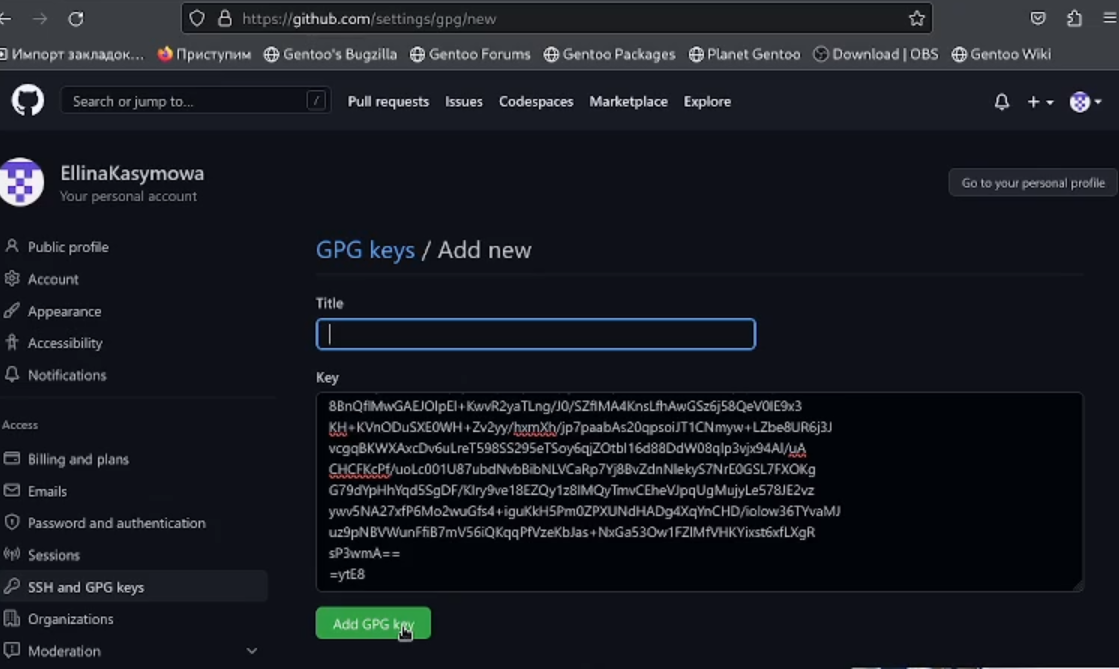 https://github.com/settings/gpg/new
Импорт закладок... Приступим Gentoo's Bugzilla Gentoo Forums Gentoo Packages Planet Gentoo Download | OBS Gentoo Wiki
Search or jump to... / Pull requests Issues Codespaces Marketplace Explore
EllinaKasymowa
Your personal account
Go to your personal profile
Public profile
Account
Appearance
Accessibility
Notifications
Access
Billing and plans
Emails
Password and authentication
Sessions
SSH and GPG keys
Organizations
Moderation
GPG keys / Add new
Title
Key
8BnQflMwGAEJOlpEl+KwvR2yaTLng/J0/SZflMA4KnsLfhAwGSz6j58QeV0lE9x3
KH+KVnODuSXE0WH+Zv2yy/hxmXh/jp7paabAs20qpsoiJT1CNmyw+LZbe8UR6j3J
vcgqBKWXAxcDv6uLreT598SS295eTSoy6qjZOtbl16d88DdW08qlp3vjx94Al/uA
CHCFKcPf/uoLc001U87ubdNvbBibNLVCaRp7Yj8BvZdnNlekyS7NrE0GSL7FXOKg
G79dYpHhYqd5SgDF/Klry9ve18EZQy1z8lMQyTmvCEheVJpqUgMujyLe578JE2vz
ywv5NA27xfP6Mo2wuGfs4+iguKkH5Pm0ZPXUNdHADg4XqYnCHD/iolow36TYvaMJ
uz9pNBVWunFfiB7mV56iQKqqPfVzeKbJas+NxGa53Ow1FZlMfVHKYixst6xfLXgR
sP3wmA==
=ytE8
Add GPG key